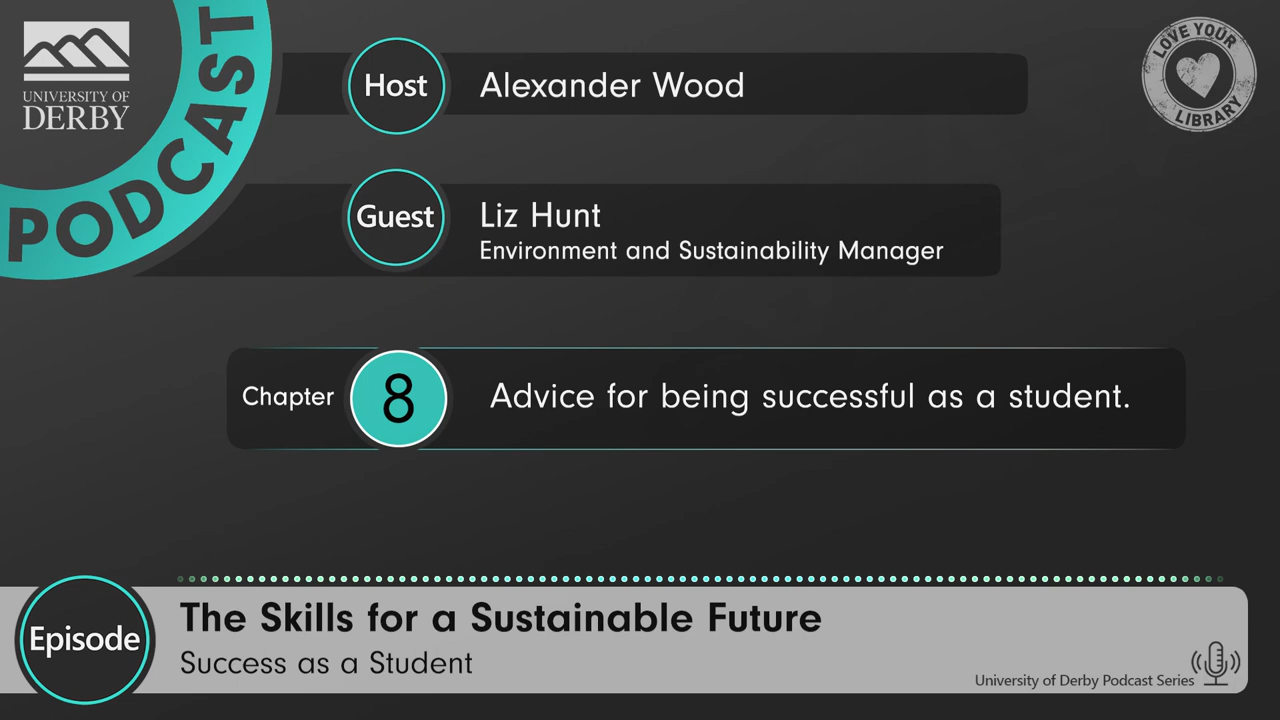 PODCAST
UNIVERSITY OF
DERBY
Host
Alexander Wood
LOVE YOUR
LIBRARY
Guest
Liz Hunt
Environment and Sustainability Manager
Chapter
8
Advice for being successful as a student.
Episode
The Skills for a Sustainable Future
Success as a Student
University of Derby Podcast Series